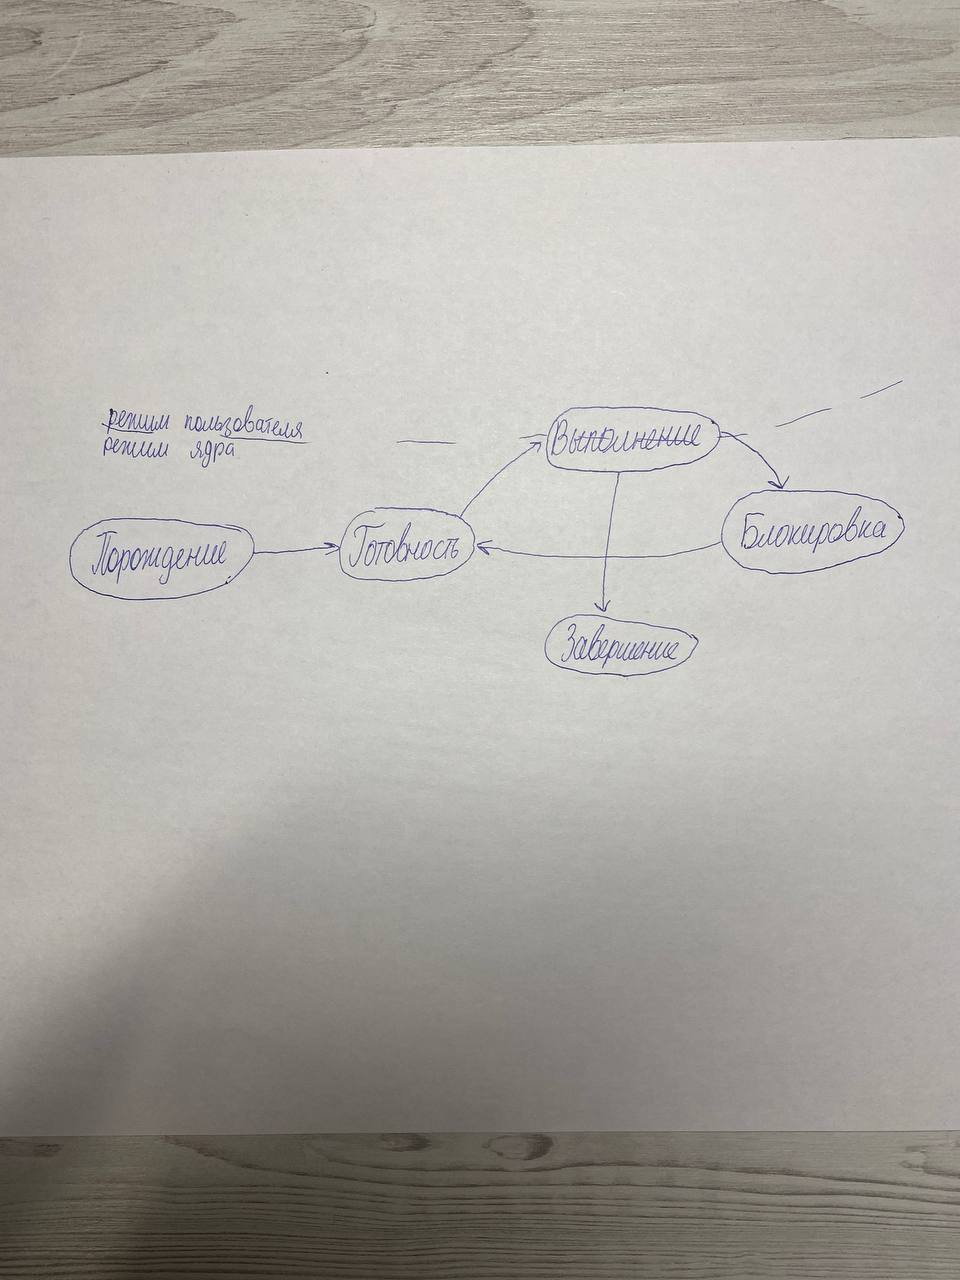 режим пользователя
режим ядра
Выполнение
Порождение
Готовность
Блокировка
Завершение